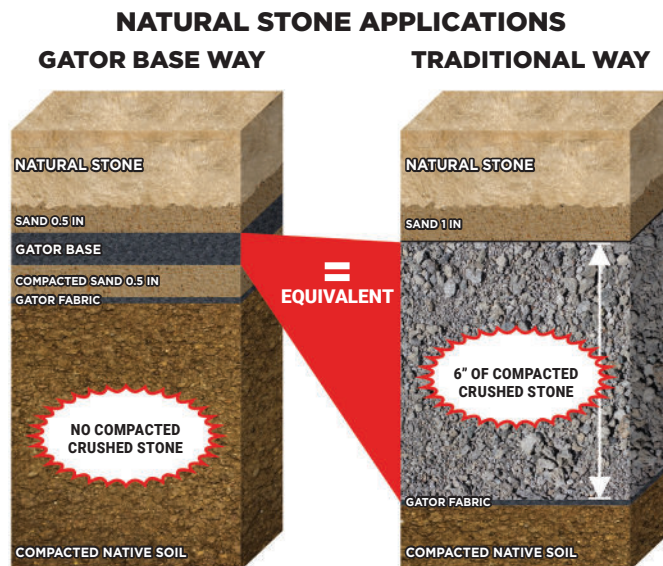 NATURAL STONE APPLICATIONS
GATOR BASE WAY
NATURAL STONE
SAND 0.5 IN
GATOR BASE
COMPACTED SAND 0.5 IN
GATOR FABRIC
NO COMPACTED
CRUSHED STONE
COMPACTED NATIVE SOIL
=
EQUIVALENT
TRADITIONAL WAY
NATURAL STONE
SAND 1 IN
6” OF COMPACTED
CRUSHED STONE
GATOR FABRIC
COMPACTED NATIVE SOIL